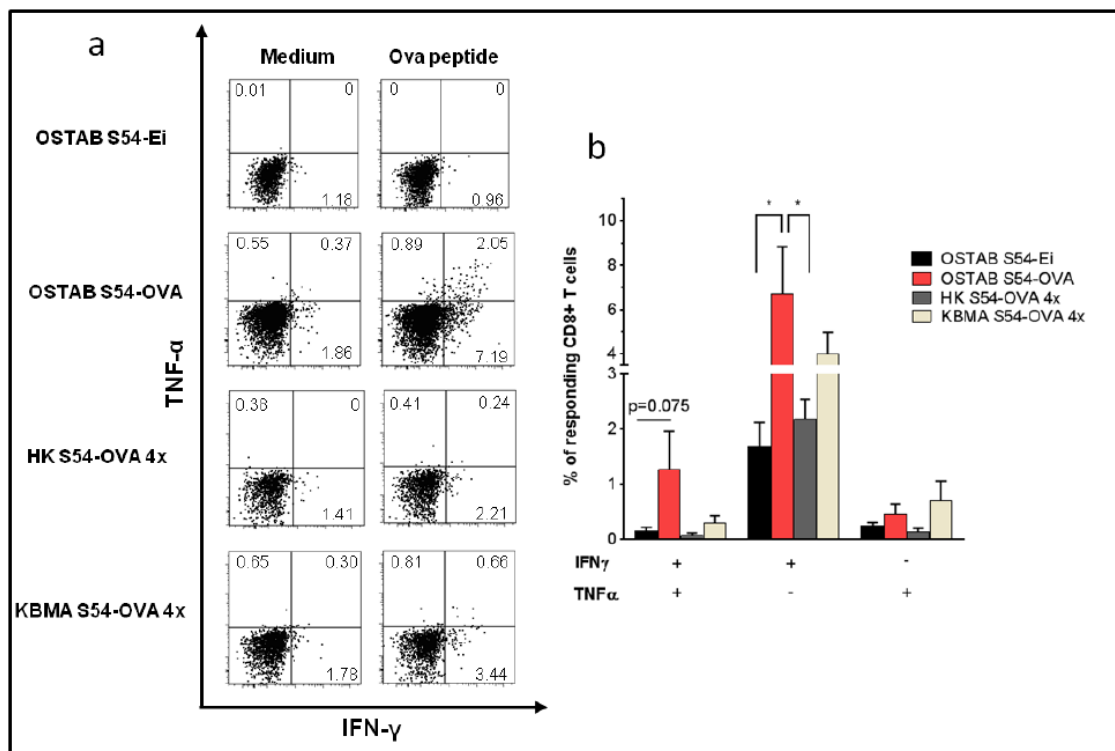 a
Medium Ova peptide
OSTAB S54-Ei
0.01 0
1.18
0 0
0.96
OSTAB S54-OVA
0.55 0.37
1.86
0.89 2.05
7.19
HK S54-OVA 4x
0.38 0
1.41
0.41 0.24
2.21
KBMA S54-OVA 4x
0.65 0.30
1.78
0.81 0.66
3.44
TNF-α
IFN-γ
b
% of responding CD8+ T cells
10
8
6
4
3
2
1
0
p=0.075
* *
OSTAB S54-Ei
OSTAB S54-OVA
HK S54-OVA 4x
KBMA S54-OVA 4x
IFNγ + + -
TNFα + - +